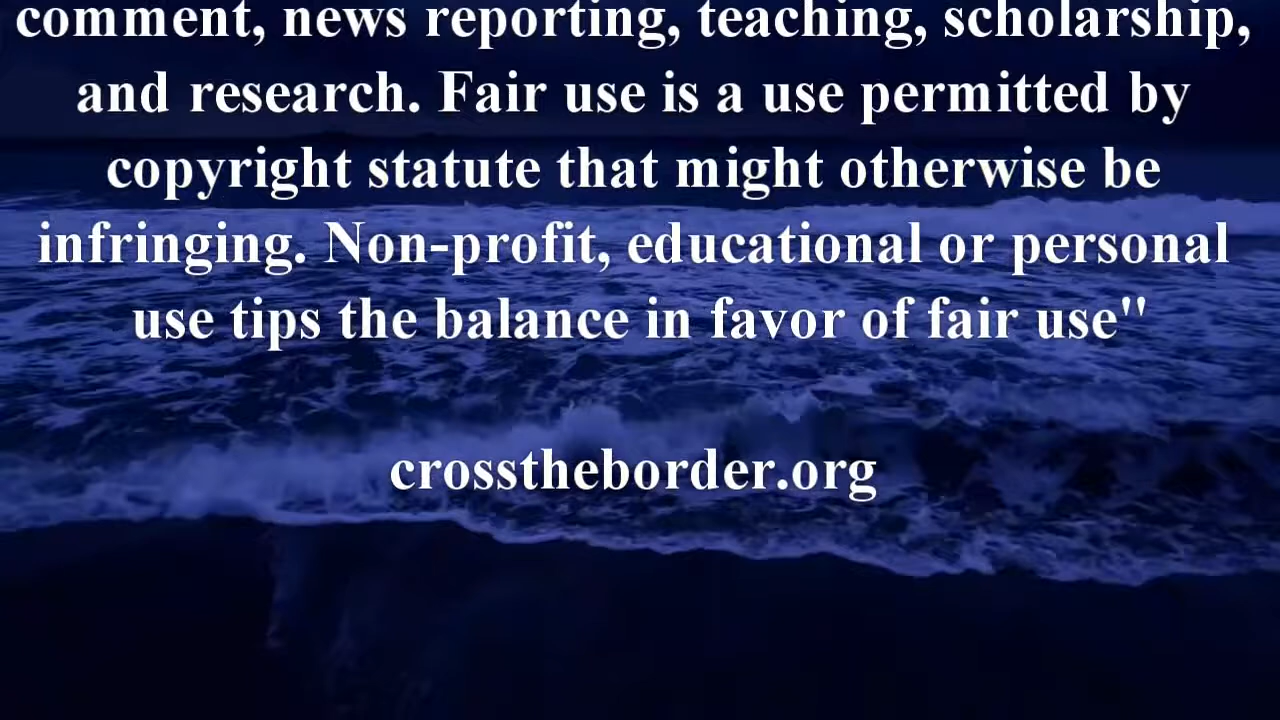 comment, news reporting, teaching, scholarship,
and research. Fair use is a use permitted by
copyright statute that might otherwise be
infringing. Non-profit, educational or personal
use tips the balance in favor of fair use"
crosstheborder.org